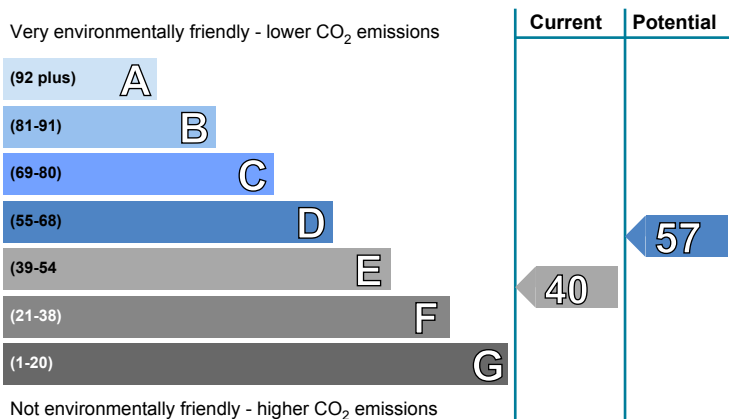 Current Potential
Very environmentally friendly - lower CO2 emissions
(92 plus) A
(81-91) B
(69-80) C
(55-68) D
57
(39-54 E
40
(21-38) F
(1-20) G
Not environmentally friendly - higher CO2 emissions